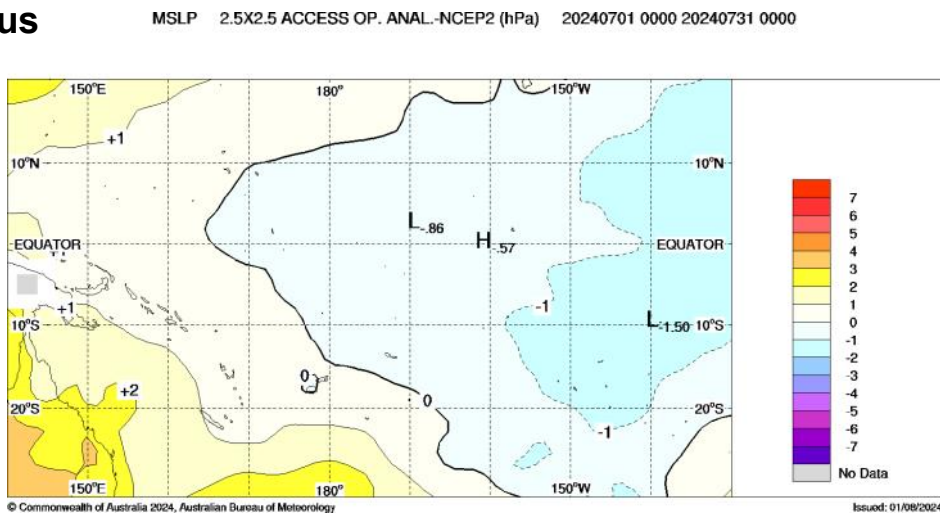 us
MSLP 2.5X2.5 ACCESS OP. ANAL.-NCEP2 (hPa) 20240701 0000 20240731 0000
150°E 180° 150°W
+1
10°N 10°N
L-.86
EQUATOR H-.57 EQUATOR
+1 -1
10°S L-1.50 10°S
0
+2 0
20°S 20°S
-1
150°E 180° 150°W
7
6
5
4
3
2
1
0
-1
-2
-3
-4
-5
-6
-7
No Data
© Commonwealth of Australia 2024, Australian Bureau of Meteorology Issued: 01/08/2024